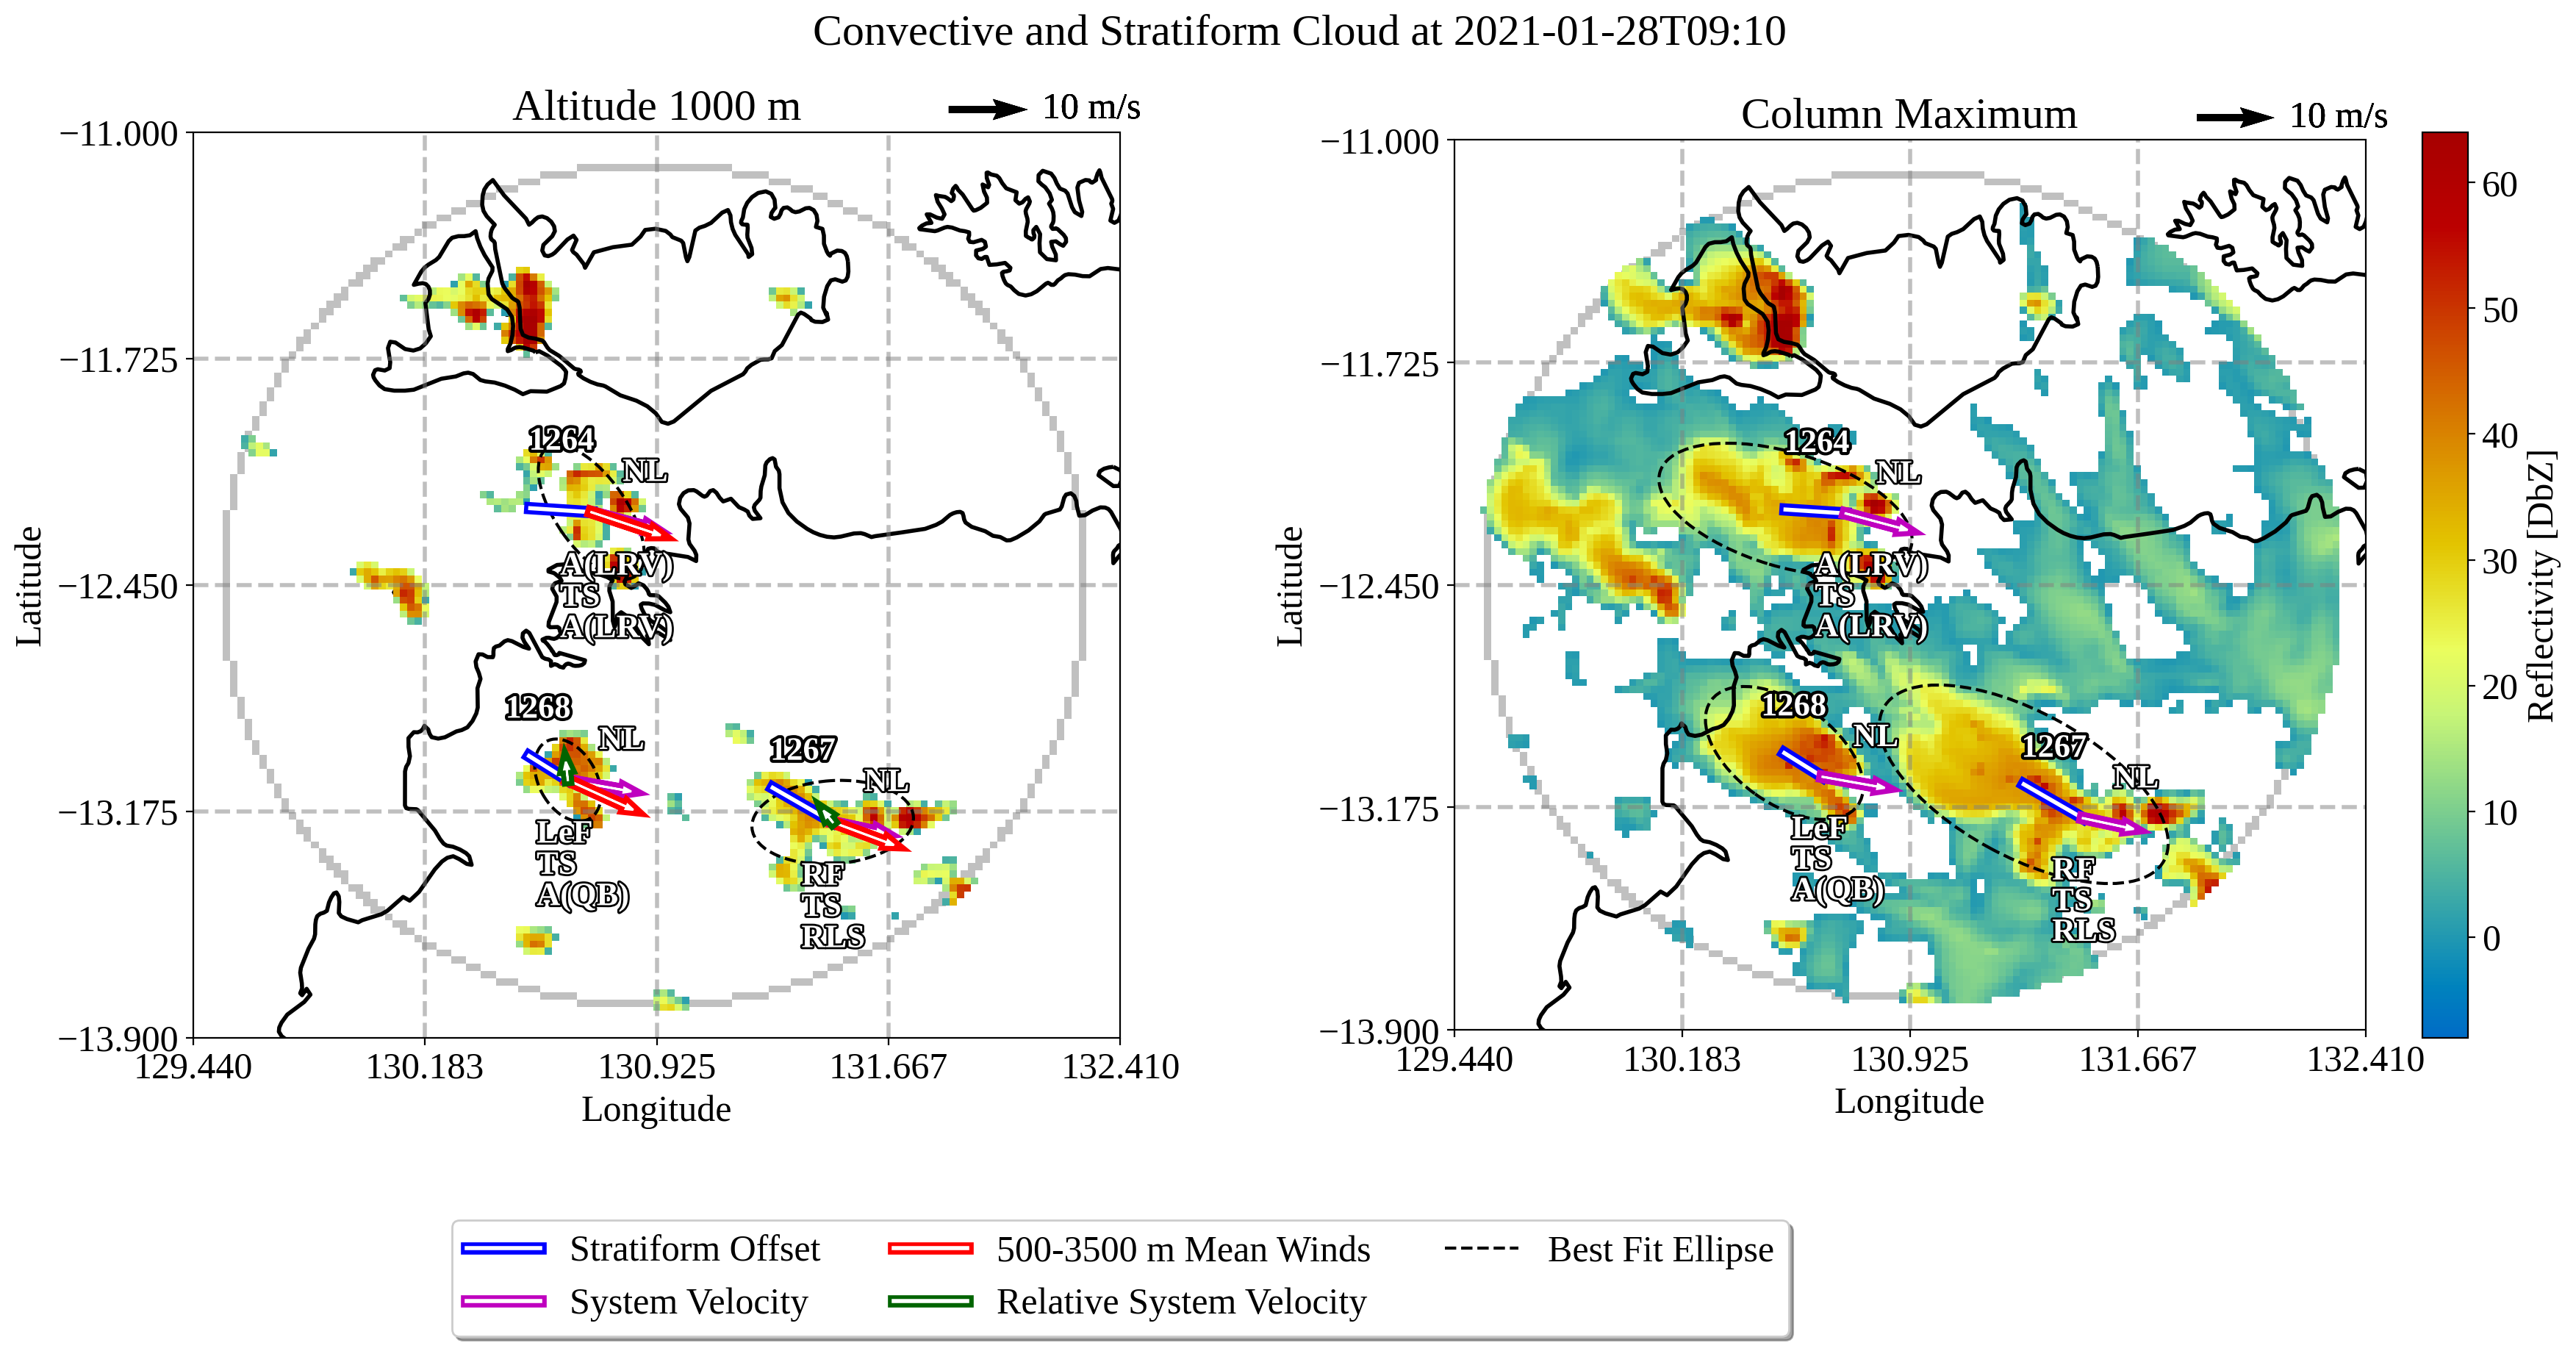 Convective and Stratiform Cloud at 2021-01-28T09:10
Altitude 1000 m
10 m/s
−11.000
−11.725
−12.450
−13.175
−13.900
Latitude
129.440
130.183
130.925
131.667
132.410
Longitude
1264
NL
A(LRV)
TS
A(LRV)
1268
NL
LeF
TS
A(QB)
1267
NL
RF
TS
RLS
Column Maximum
10 m/s
−11.000
−11.725
−12.450
−13.175
−13.900
Latitude
129.440
130.183
130.925
131.667
132.410
Longitude
1264
NL
A(LRV)
TS
A(LRV)
1268
NL
LeF
TS
A(QB)
1267
NL
RF
TS
RLS
60
50
40
30
20
10
0
Reflectivity [DbZ]
Stratiform Offset
System Velocity
500-3500 m Mean Winds
Relative System Velocity
Best Fit Ellipse